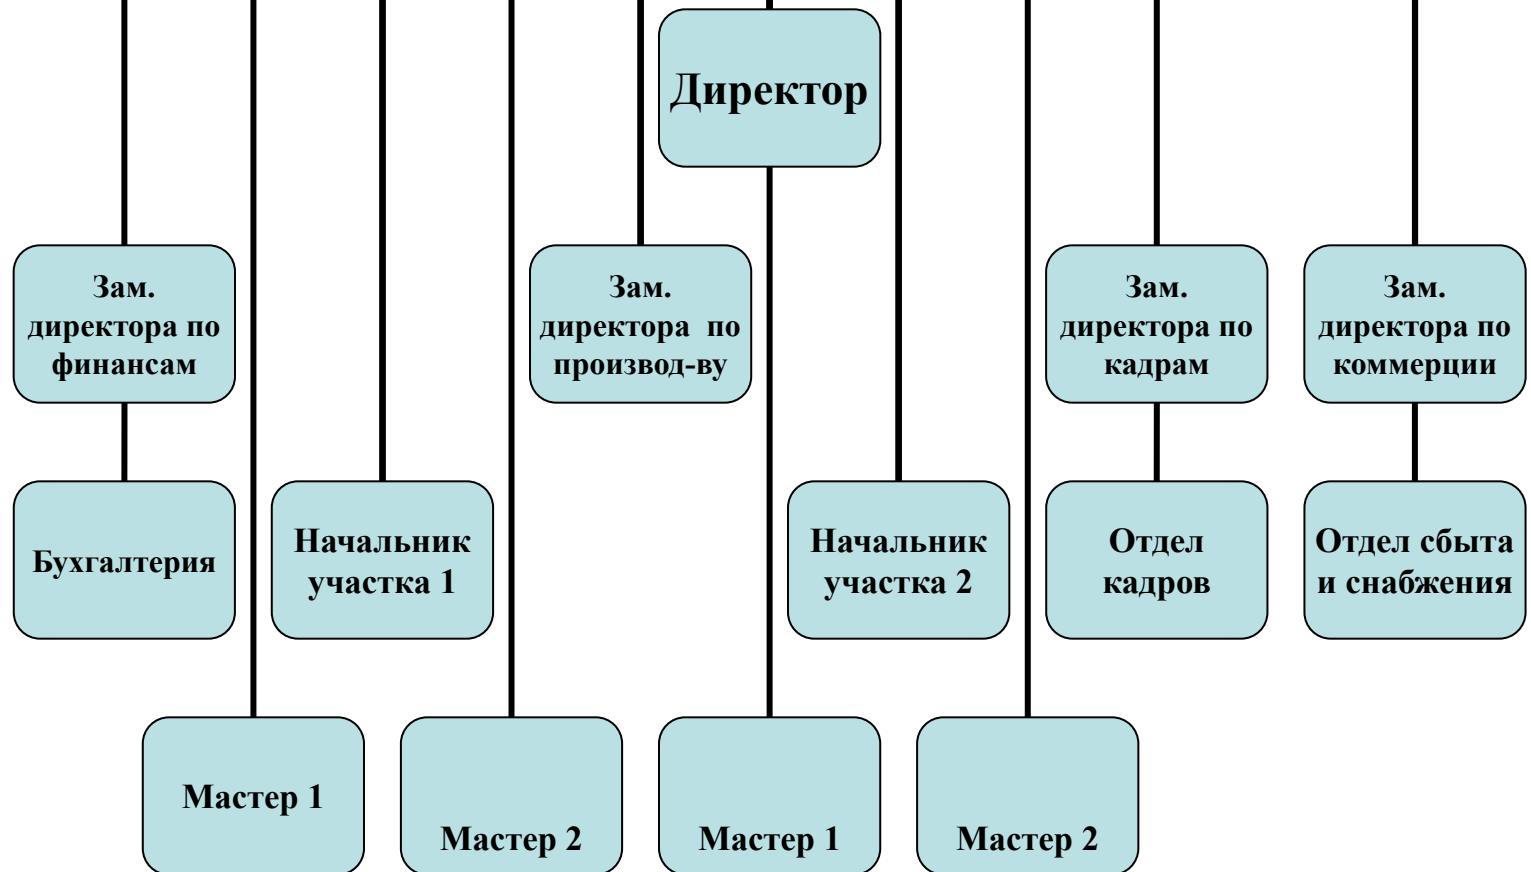 Директор
Зам.
директора по
финансам
Зам.
директора по
производ-ву
Зам.
директора по
кадрам
Зам.
директора по
коммерции
Бухгалтерия
Начальник
участка 1
Начальник
участка 2
Отдел
кадров
Отдел сбыта
и снабжения
Мастер 1
Мастер 2
Мастер 1
Мастер 2